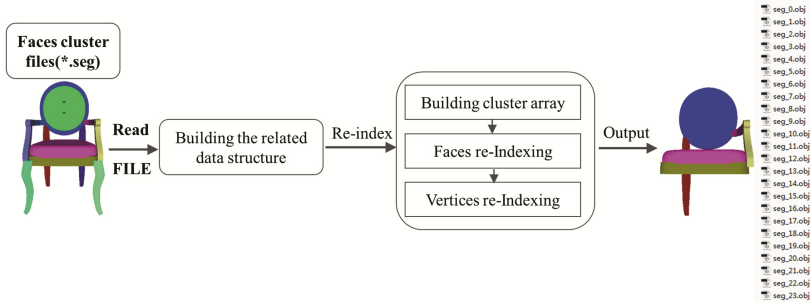 Faces cluster
files(*.seg)
Read
FILE
Building the related
data structure
Re-index
Building cluster array
Faces re-Indexing
Vertices re-Indexing
Output
seg_0.obj
seg_1.obj
seg_2.obj
seg_3.obj
seg_4.obj
seg_5.obj
seg_6.obj
seg_7.obj
seg_8.obj
seg_9.obj
seg_10.obj
seg_11.obj
seg_12.obj
seg_13.obj
seg_14.obj
seg_15.obj
seg_16.obj
seg_17.obj
seg_18.obj
seg_19.obj
seg_20.obj
seg_21.obj
seg_22.obj
seg_23.obj